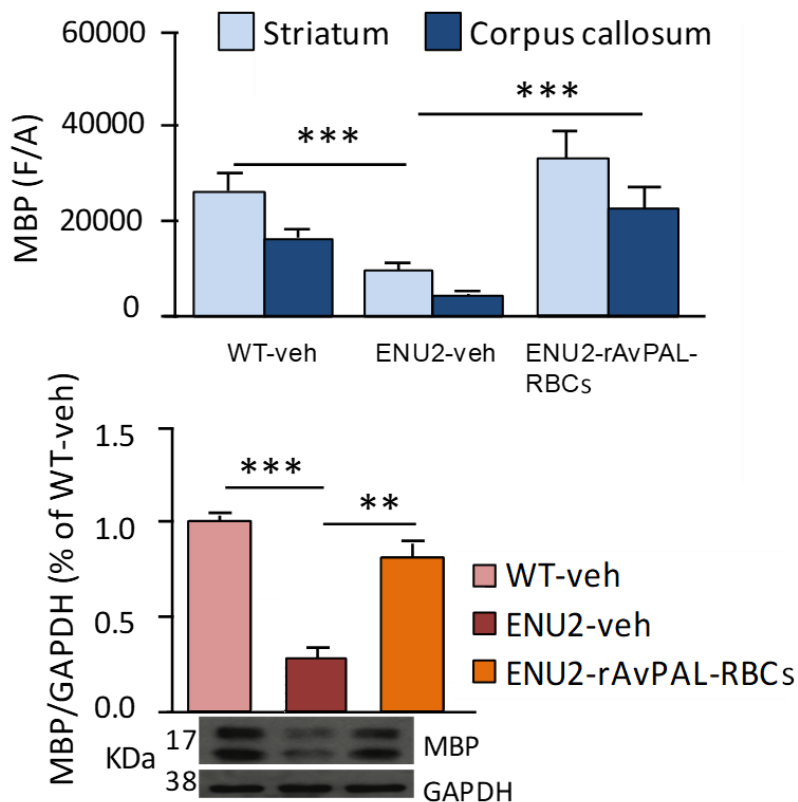 60000
Striatum
Corpus callosum
***
***
40000
MBP (F/A)
20000
0
WT-veh
ENU2-veh
ENU2-rAvPAL-
RBCs
1.5
***
**
1.0
MBP/GAPDH (% of WT-veh)
WT-veh
0.5
ENU2-veh
ENU2-rAvPAL-RBCs
0.0
17
MBP
KDa
38
GAPDH